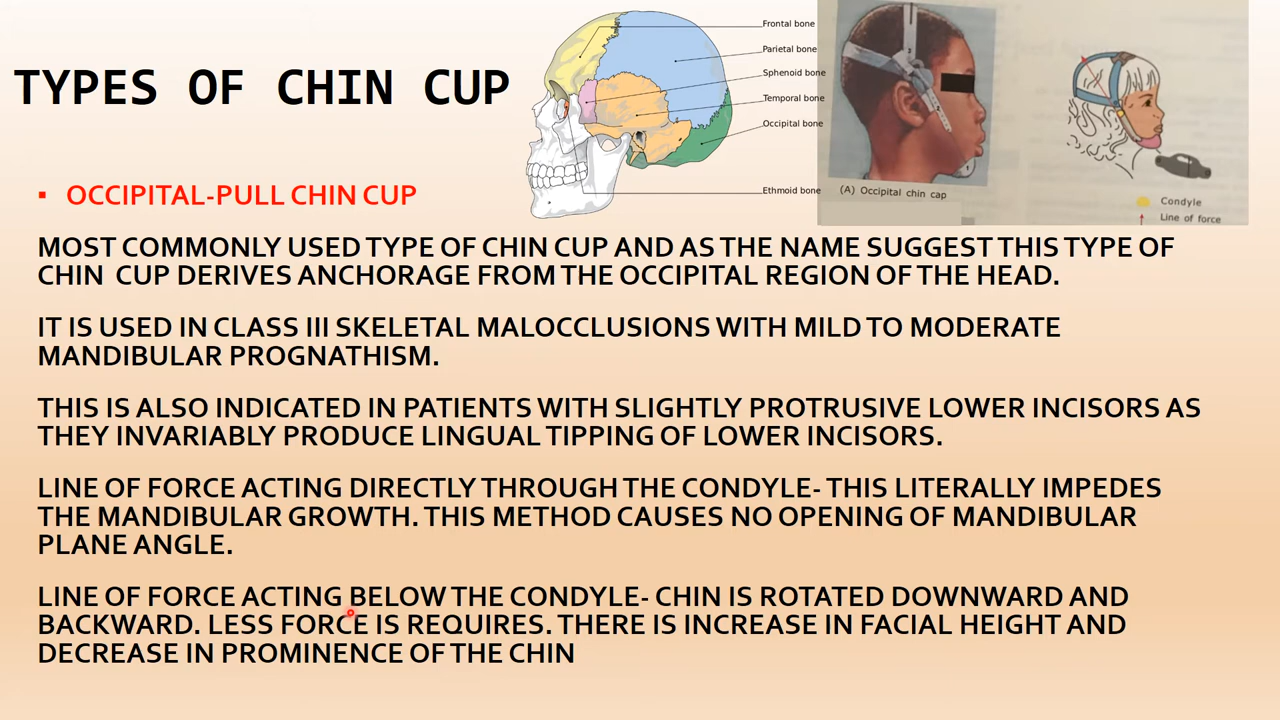 TYPES OF CHIN CUP
Frontal bone
Parietal bone
Sphenoid bone
Temporal bone
Occipital bone
Ethmoid bone
(A) Occipital chin cap
Condyle
Line of force
▪ OCCIPITAL-PULL CHIN CUP
MOST COMMONLY USED TYPE OF CHIN CUP AND AS THE NAME SUGGEST THIS TYPE OF
CHIN CUP DERIVES ANCHORAGE FROM THE OCCIPITAL REGION OF THE HEAD.
IT IS USED IN CLASS III SKELETAL MALOCCLUSIONS WITH MILD TO MODERATE
MANDIBULAR PROGNATHISM.
THIS IS ALSO INDICATED IN PATIENTS WITH SLIGHTLY PROTRUSIVE LOWER INCISORS AS
THEY INVARIABLY PRODUCE LINGUAL TIPPING OF LOWER INCISORS.
LINE OF FORCE ACTING DIRECTLY THROUGH THE CONDYLE- THIS LITERALLY IMPEDES
THE MANDIBULAR GROWTH. THIS METHOD CAUSES NO OPENING OF MANDIBULAR
PLANE ANGLE.
LINE OF FORCE ACTING BELOW THE CONDYLE- CHIN IS ROTATED DOWNWARD AND
BACKWARD. LESS FORCE IS REQUIRES. THERE IS INCREASE IN FACIAL HEIGHT AND
DECREASE IN PROMINENCE OF THE CHIN